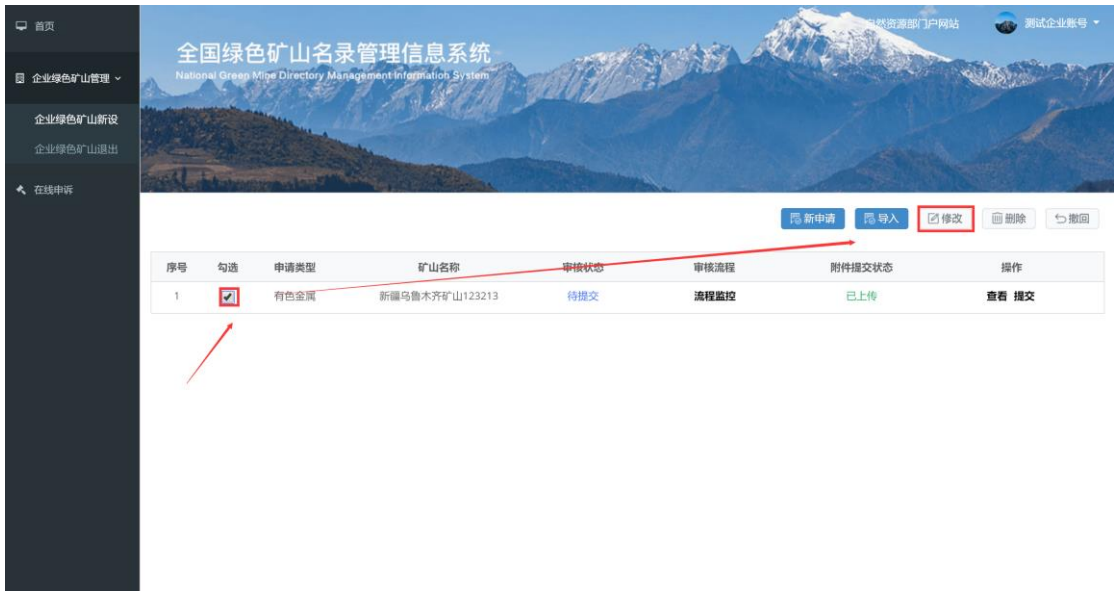 首页
自然资源部门户网站
测试企业账号
全国绿色矿山名录管理信息系统
National Green Mine Directory Management Information System
企业绿色矿山管理
企业绿色矿山新设
企业绿色矿山退出
在线申诉
新申请 导入 修改 删除 撤回
序号 勾选 申请类型 矿山名称 审核状态 审核流程 附件提交状态 操作
1 有色金属 新疆乌鲁木齐矿山123213 待提交 流程监控 已上传 查看 提交